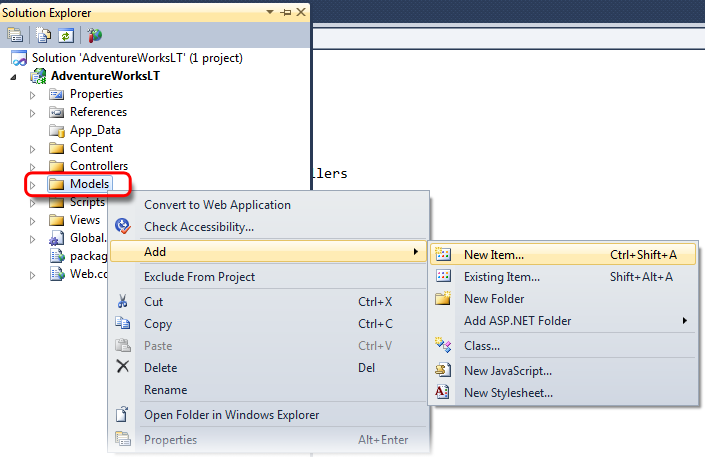 Solution Explorer
Solution 'AdventureWorksLT' (1 project)
AdventureWorksLT
Properties
References
App_Data
Content
Controllers
Models
Scripts
Views
Global.
packag
Web.co
llers
Convert to Web Application
Check Accessibility...
Add
Exclude From Project
Cut Ctrl+X
Copy Ctrl+C
Paste Ctrl+V
Delete Del
Rename
Open Folder in Windows Explorer
Properties Alt+Enter
New Item... Ctrl+Shift+A
Existing Item... Shift+Alt+A
New Folder
Add ASP.NET Folder
Class...
New JavaScript...
New Stylesheet...